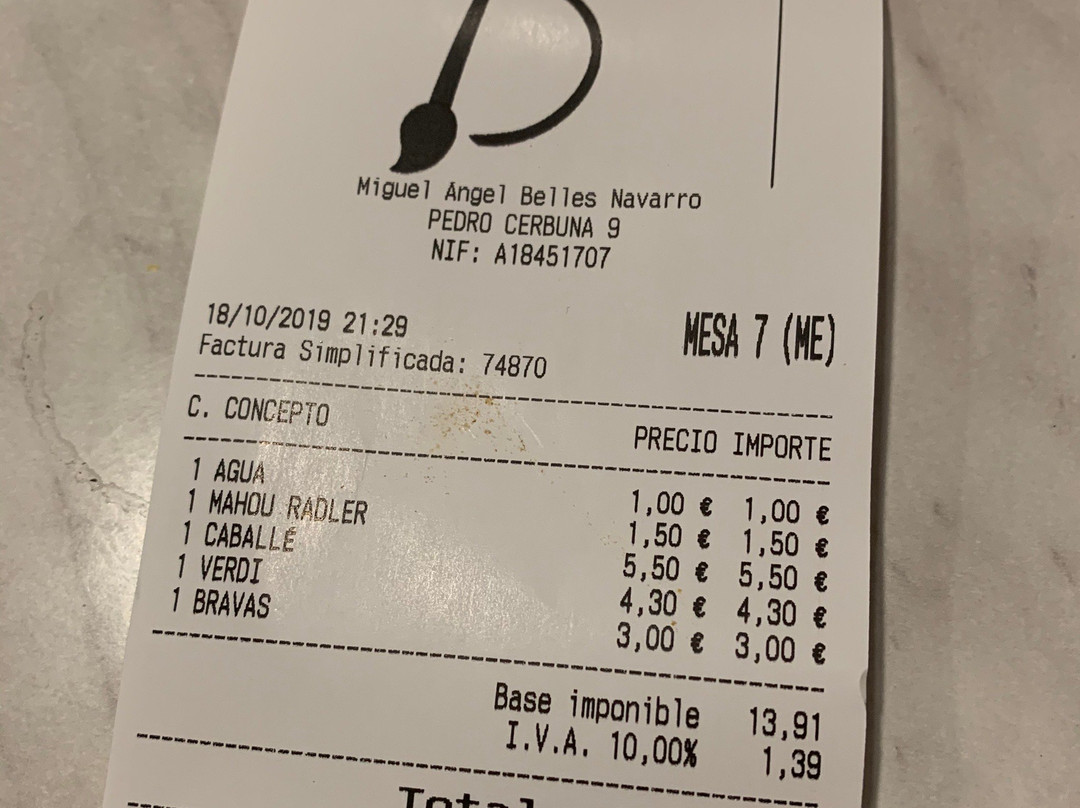 Miguel Angel Belles Navarro
PEDRO CERBUNA 9
NIF: A18451707
18/10/2019 21:29
MESA 7 (ME)
Factura Simplificada: 74870
C. CONCEPTO PRECIO IMPORTE
1 AGUA 1,00 € 1,00 €
1 MAHOU RADLER 1,50 € 1,50 €
1 CABALLÉ 5,50 € 5,50 €
1 VERDI 4,30 € 4,30 €
1 BRAVAS 3,00 € 3,00 €
Base imponible 13,91
I.V.A. 10,00% 1,39
Total